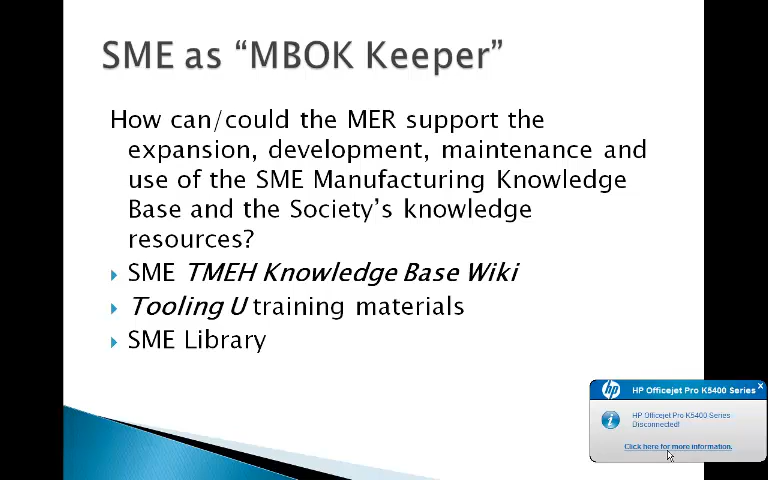 SME as “MBOK Keeper”
How can/could the MER support the
expansion, development, maintenance and
use of the SME Manufacturing Knowledge
Base and the Society’s knowledge
resources?
SME TMEH Knowledge Base Wiki
Tooling U training materials
SME Library
hp HP Officejet Pro K5400 Series
HP Officejet Pro K5400 Series
Disconnected!
Click here for more information.